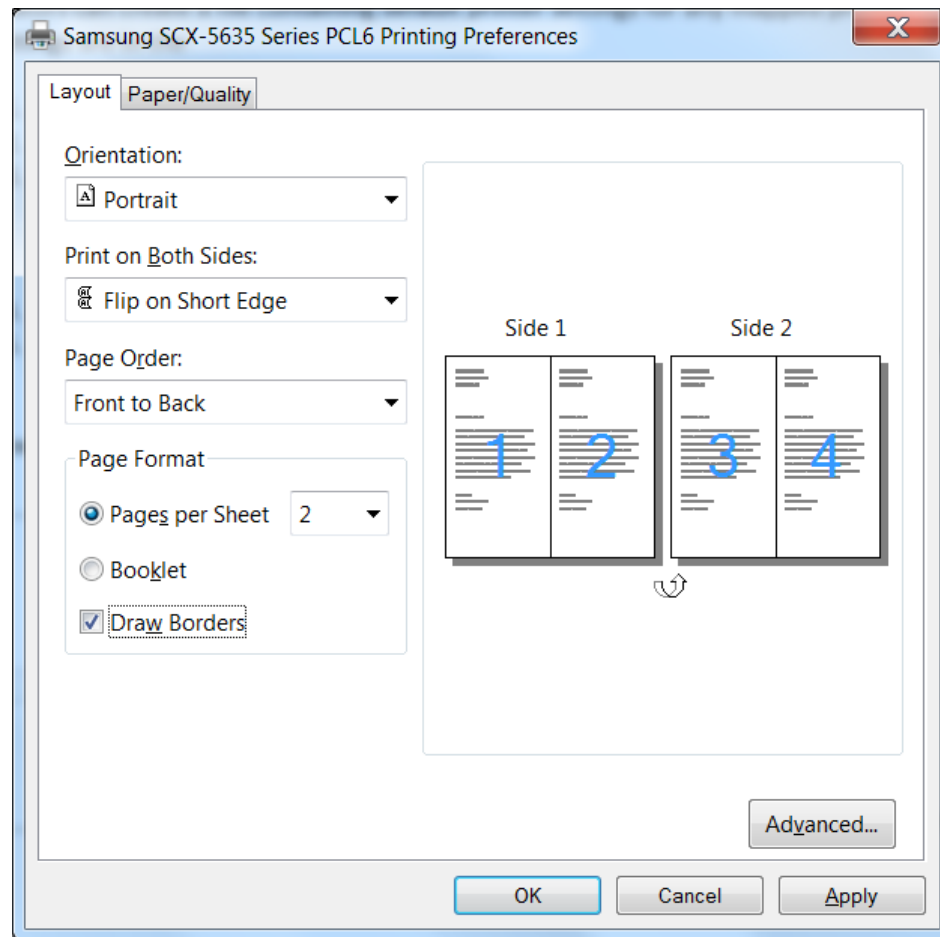 Samsung SCX-5635 Series PCL6 Printing Preferences
X
Layout Paper/Quality
Orientation:
A Portrait
Print on Both Sides:
Flip on Short Edge
Page Order:
Front to Back
Page Format
Pages per Sheet 2
Booklet
Draw Borders
Side 1 Side 2
1 2 3 4
Advanced...
OK Cancel Apply